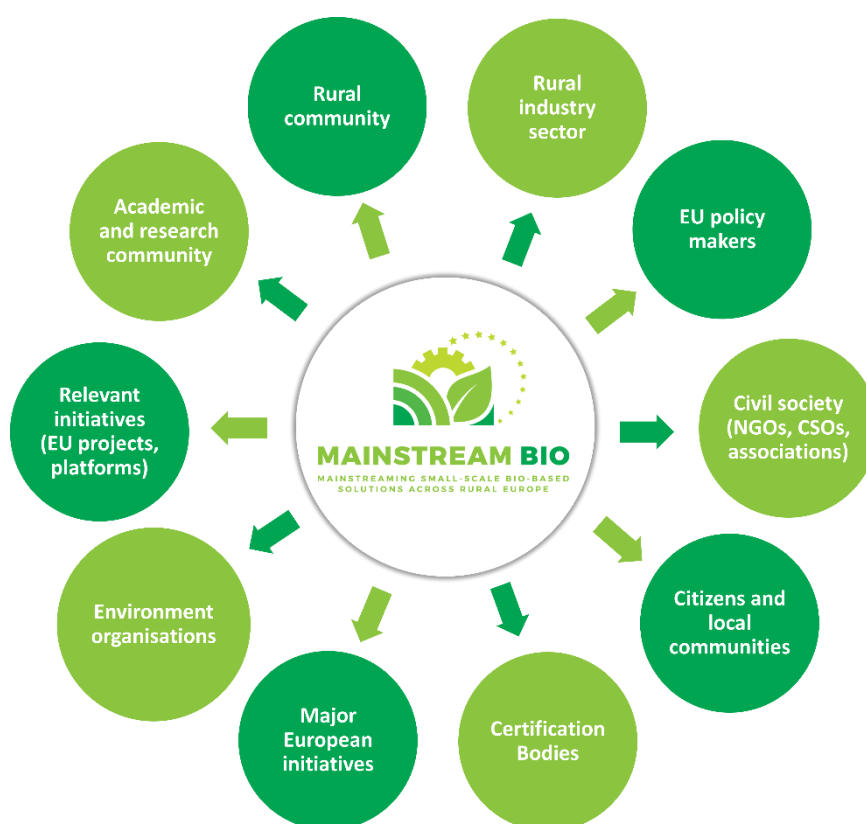 Rural
community
Rural
industry
sector
Academic
and research
community
EU policy
makers
Relevant
initiatives
(EU projects,
platforms)
MAINSTREAM BIO
MAINSTREAMING SMALL-SCALE BIO-BASED
SOLUTIONS ACROSS RURAL EUROPE
Civil society
(NGOs, CSOs,
associations)
Environment
organisations
Citizens and
local
communities
Major
European
initiatives
Certification
Bodies